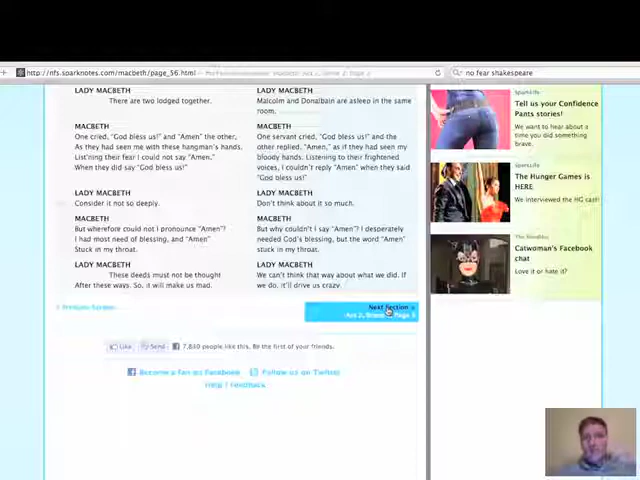 http://nfs.sparknotes.com/macbeth/page_56.html
no fear shakespeare
LADY MACBETH
There are two lodged together.
MACBETH
One cried, "God bless us!" and "Amen" the other,
As they had seen me with these hangman's hands.
List'ning their fear I could not say "Amen,"
When they did say "God bless us!"
LADY MACBETH
Consider it not so deeply.
MACBETH
But wherefore could not I pronounce "Amen"?
I had most need of blessing, and "Amen"
Stuck in my throat.
LADY MACBETH
These deeds must not be thought
After these ways. So, it will make us mad.
LADY MACBETH
Malcolm and Donalbain are asleep in the same
room.
MACBETH
One servant cried, "God bless us!" and the
other replied, "Amen," as if they had seen my
bloody hands. Listening to their frightened
voices, I couldn't reply "Amen" when they said
"God bless us!"
LADY MACBETH
Don't think about it so much.
MACBETH
But why couldn't I say "Amen"? I desperately
needed God's blessing, but the word "Amen"
stuck in my throat.
LADY MACBETH
We can't think that way about what we did. If
we do, it'll drive us crazy.
Previous Section
Next Section
Act 2, Page
Like
Send
7,830 people like this. Be the first of your friends.
Become a fan on Facebook
Follow us on Twitter
Help | Feedback
SparkLife
Tell us your Confidence
Pants stories!
We want to hear about a
time you did something
brave.
SparkLife
The Hunger Games is
HERE
We interviewed the HG cast!
Catwoman's Facebook
chat
Love it or hate it?